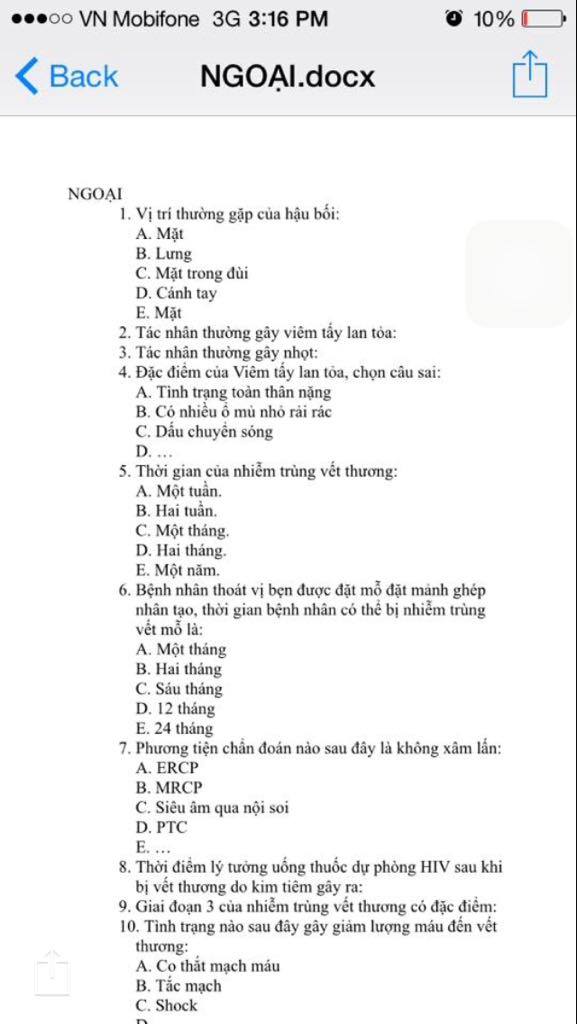 VN Mobifone 3G 3:16 PM 10%
Back NGOẠI.docx
NGOẠI
1. Vị trí thường gặp của hậu bối:
A. Mặt
B. Lưng
C. Mặt trong đùi
D. Cánh tay
E. Mặt
2. Tác nhân thường gây viêm tấy lan tỏa:
3. Tác nhân thường gây nhọt:
4. Đặc điểm của Viêm tấy lan tỏa, chọn câu sai:
A. Tình trạng toàn thân nặng
B. Có nhiều ổ mủ nhỏ rải rác
C. Dấu chuyển sóng
D. …
5. Thời gian của nhiễm trùng vết thương:
A. Một tuần.
B. Hai tuần.
C. Một tháng.
D. Hai tháng.
E. Một năm.
6. Bệnh nhân thoát vị bẹn được đặt mổ đặt mảnh ghép
nhân tạo, thời gian bệnh nhân có thể bị nhiễm trùng
vết mổ là:
A. Một tháng
B. Hai tháng
C. Sáu tháng
D. 12 tháng
E. 24 tháng
7. Phương tiện chẩn đoán nào sau đây là không xâm lấn:
A. ERCP
B. MRCP
C. Siêu âm qua nội soi
D. PTC
E. …
8. Thời điểm lý tưởng uống thuốc dự phòng HIV sau khi
bị vết thương do kim tiêm gây ra:
9. Giai đoạn 3 của nhiễm trùng vết thương có đặc điểm:
10. Tình trạng nào sau đây gây giảm lượng máu đến vết
thương:
A. Co thắt mạch máu
B. Tắc mạch
C. Shock